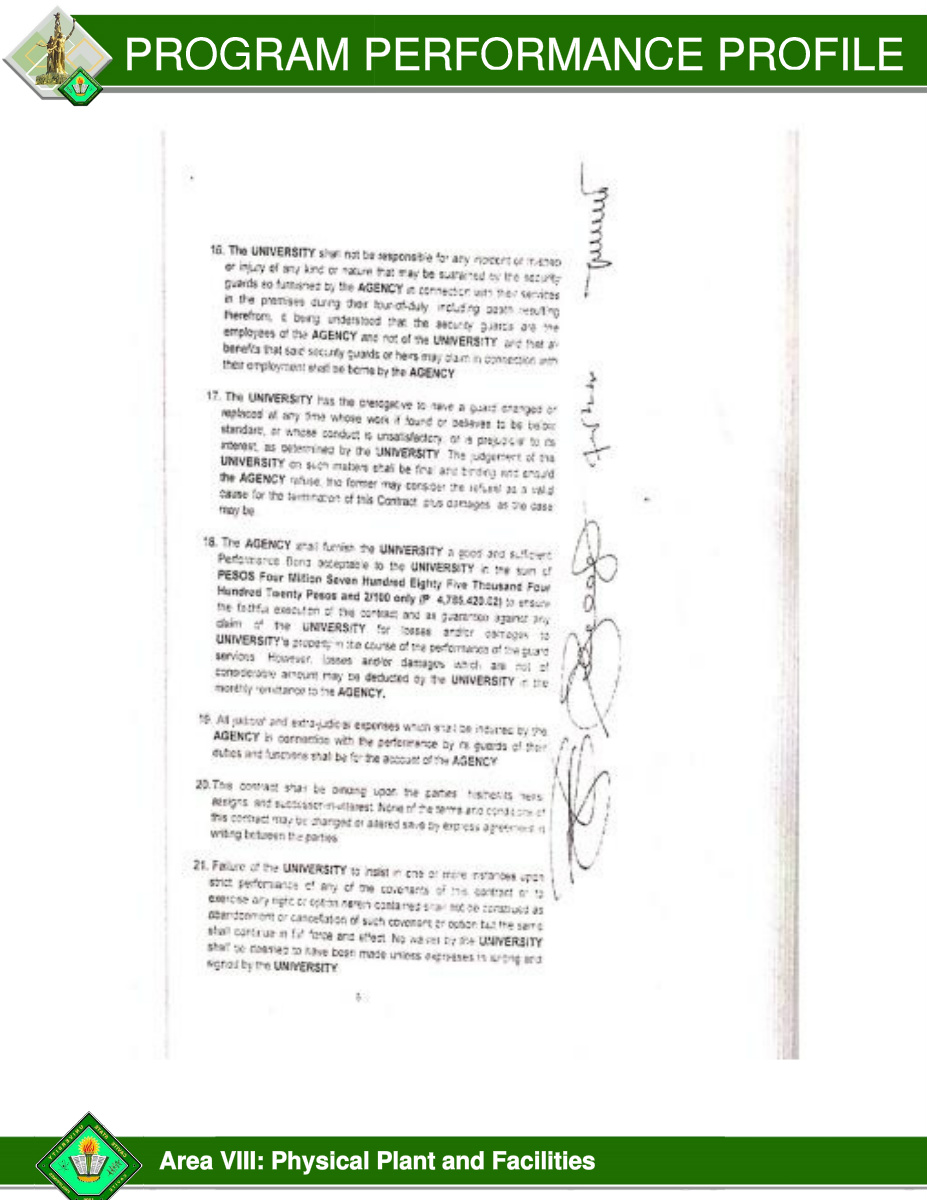 PROGRAM PERFORMANCE PROFILE
16. The UNIVERSITY shall not be responsible for any incident or mishap
or injury of any kind or nature that may be sustained by the security
guards so furnished by the AGENCY in connection with their services
in the premises during their tour-of-duty including death resulting
therefrom, it being understood that the security guards are the
employees of the AGENCY and not of the UNIVERSITY and that all
benefits that said security guards or heirs may claim in connection with
their employment shall be borne by the AGENCY
17. The UNIVERSITY has the prerogative to have a guard changed or
replaced at any time whose work if found or believes to be below
standard, or whose conduct is unsatisfactory, or is prejudicial to its
interest, as determined by the UNIVERSITY. The judgement of the
UNIVERSITY on such matters shall be final and binding and should
the AGENCY refuse, the former may consider the refusal as a valid
cause for the termination of this Contract plus damages, as the case
may be
18. The AGENCY shall furnish the UNIVERSITY a good and sufficient
Performance Bond acceptable to the UNIVERSITY in the sum of
PESOS Four Million Seven Hundred Eighty Five Thousand Four
Hundred Twenty Pesos and 2/100 only (P 4,785,420.02) to ensure
the faithful execution of this contract and as guarantee against any
claim of the UNIVERSITY for losses and/or damages to
UNIVERSITY's property in the course of the performance of the guard
services. However, losses and/or damages which are not of
considerable amount may be deducted by the UNIVERSITY in the
monthly remittance to the AGENCY.
19. All judicial and extra-judicial expenses which shall be incurred by the
AGENCY in connection with the performance by its guards of their
duties and functions shall be for the account of the AGENCY
20. This contract shall be binding upon the parties, his/her/its heirs,
assigns, and successor-in-interest. None of the terms and conditions of
this contract may be changed or altered save by express agreement in
writing between the parties
21. Failure of the UNIVERSITY to insist in one or more instances upon
strict performance of any of the covenants of this contract or to
exercise any right or option herein contained shall not be construed as
abandonment or cancellation of such covenant or option but the same
shall continue in full force and effect. No waiver by the UNIVERSITY
shall be deemed to have been made unless expresses in writing and
signed by the UNIVERSITY
Area VIII: Physical Plant and Facilities